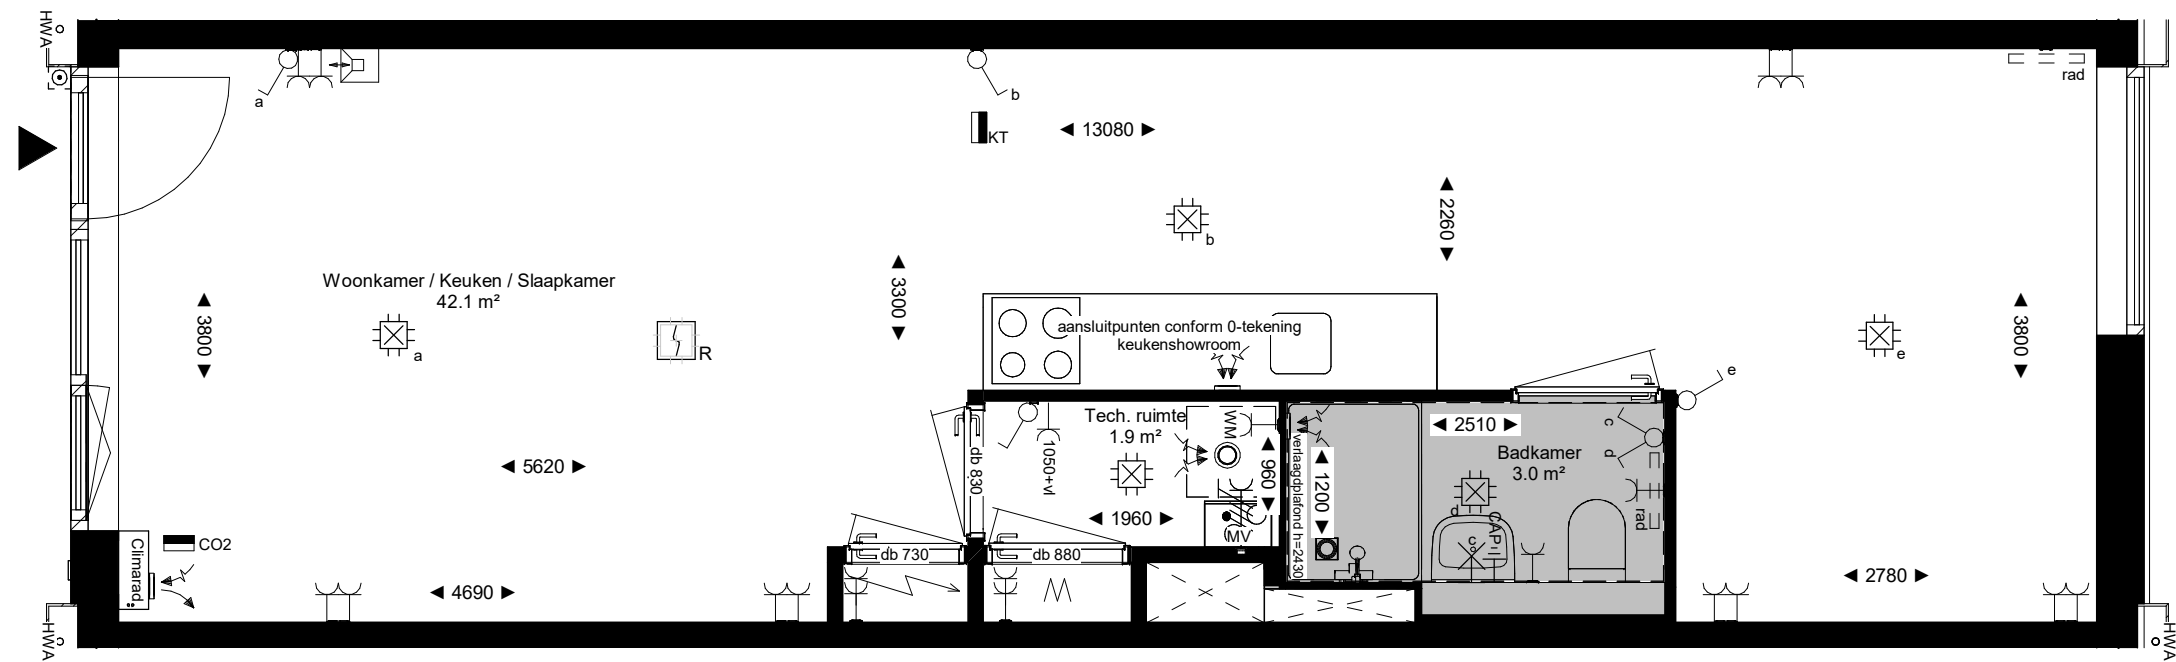 HWA
rad
a
b
KT
13080
2260
b
Woonkamer / Keuken / Slaapkamer
42.1 m²
3800
a
R
3300
aansluitpunten conform 0-tekening
keukenshowroom
3800
e
e
Tech. ruimte
1.9 m²
WM
960
db 830
1050+vl
1960
MV
verlaagdplafond h=2430
1200
2510
Badkamer
3.0 m²
c
d
rad
d
c
CAP
5620
db 730
db 880
CO2
Climarad
4690
2780
HWA
HWA